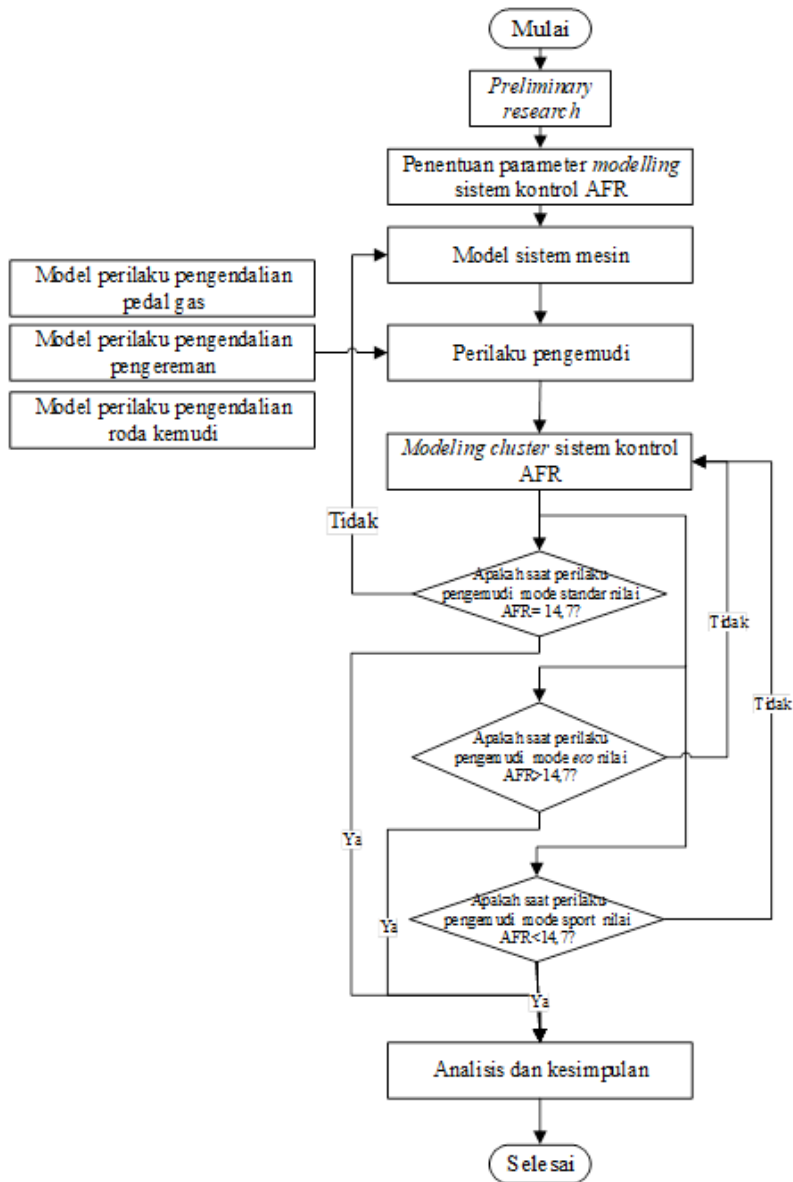 Mulai
Preliminary
research
Penentuan parameter modelling
sistem kontrol AFR
Model sistem mesin
Model perilaku pengendalian
pedal gas
Model perilaku pengendalian
pengereman
Perilaku pengemudi
Model perilaku pengendalian
roda kemudi
Modeling cluster sistem kontrol
AFR
Tidak
Apakah saat perilaku
pengemudi mode standar nilai
AFR= 14,7?
Tidak
Tidak
Apakah saat perilaku
pengemudi mode eco nilai
AFR>14,7?
Ya
Apakah saat perilaku
pengemudi mode sport nilai
AFR<14,7?
Ya
Ya
Analisis dan kesimpulan
Selesai